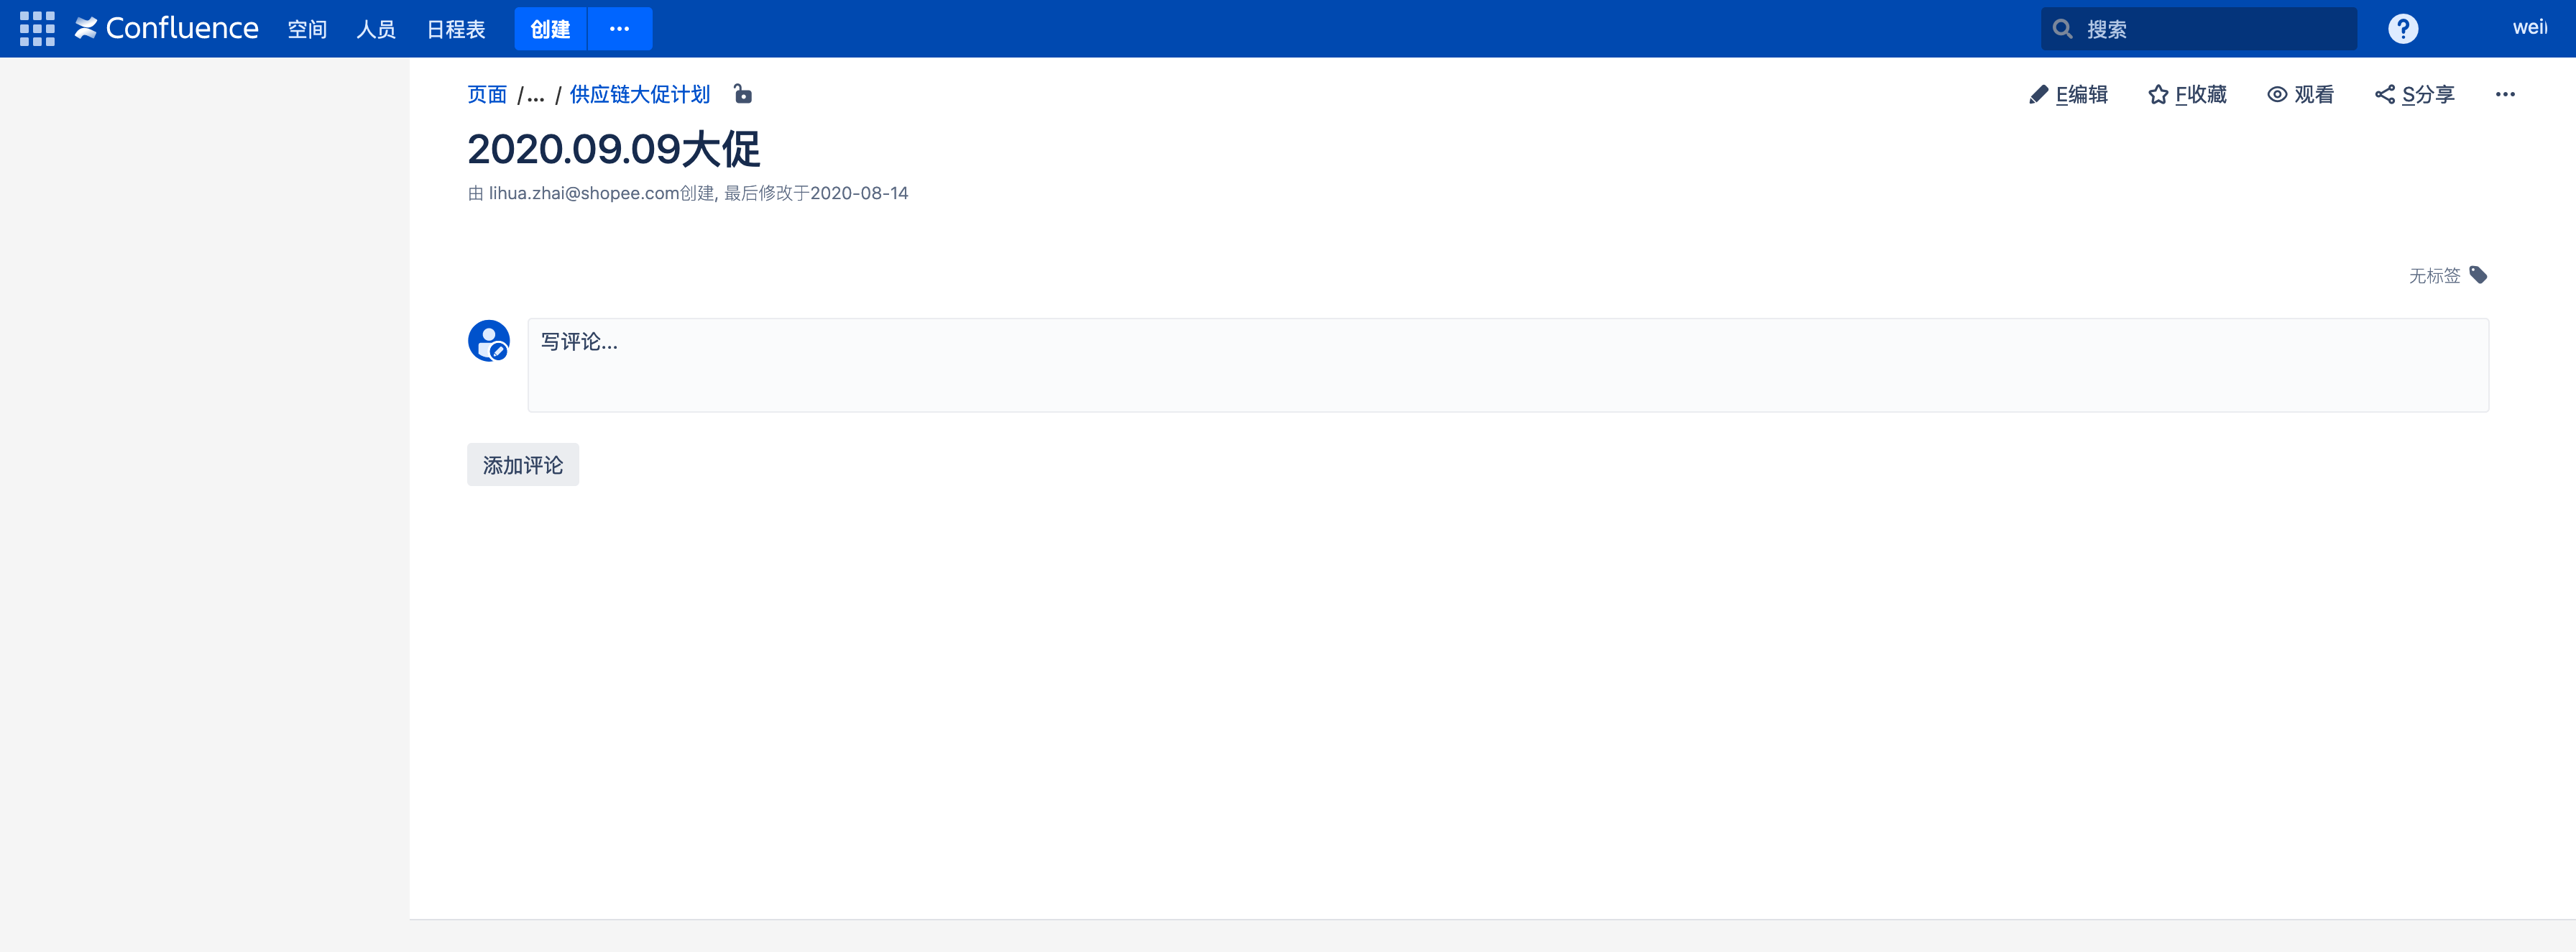 Confluence 空间 人员 日程表 创建 ... 搜索 ?
页面 /... / 供应链大促计划 E编辑 F收藏 观看 S分享 ...
2020.09.09大促
由 lihua.zhai@shopee.com创建, 最后修改于2020-08-14
无标签
写评论...
添加评论